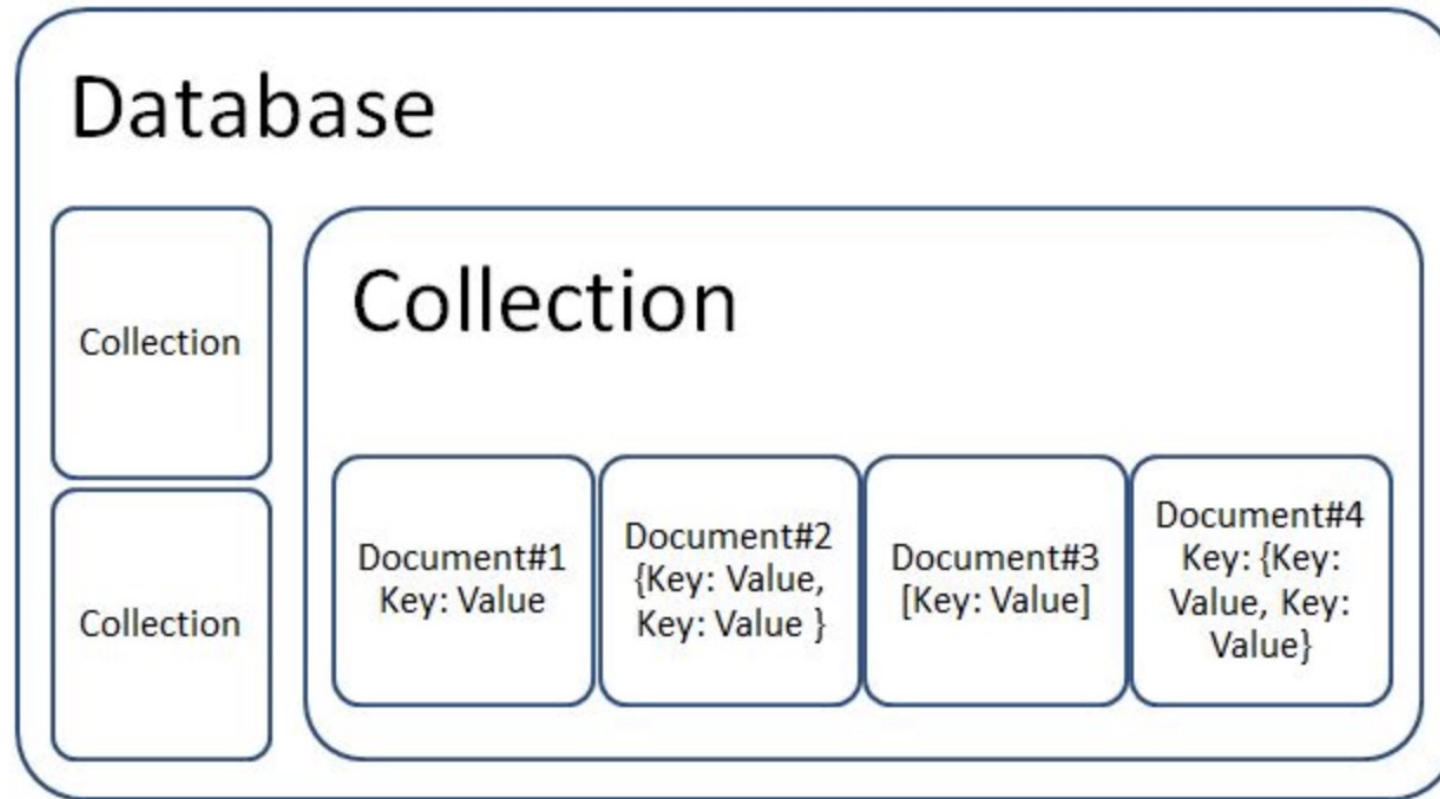 Database
Collection
Collection
Collection
Document#1
Key: Value
Document#2
{Key: Value,
Key: Value }
Document#3
[Key: Value]
Document#4
Key: {Key:
Value, Key:
Value}